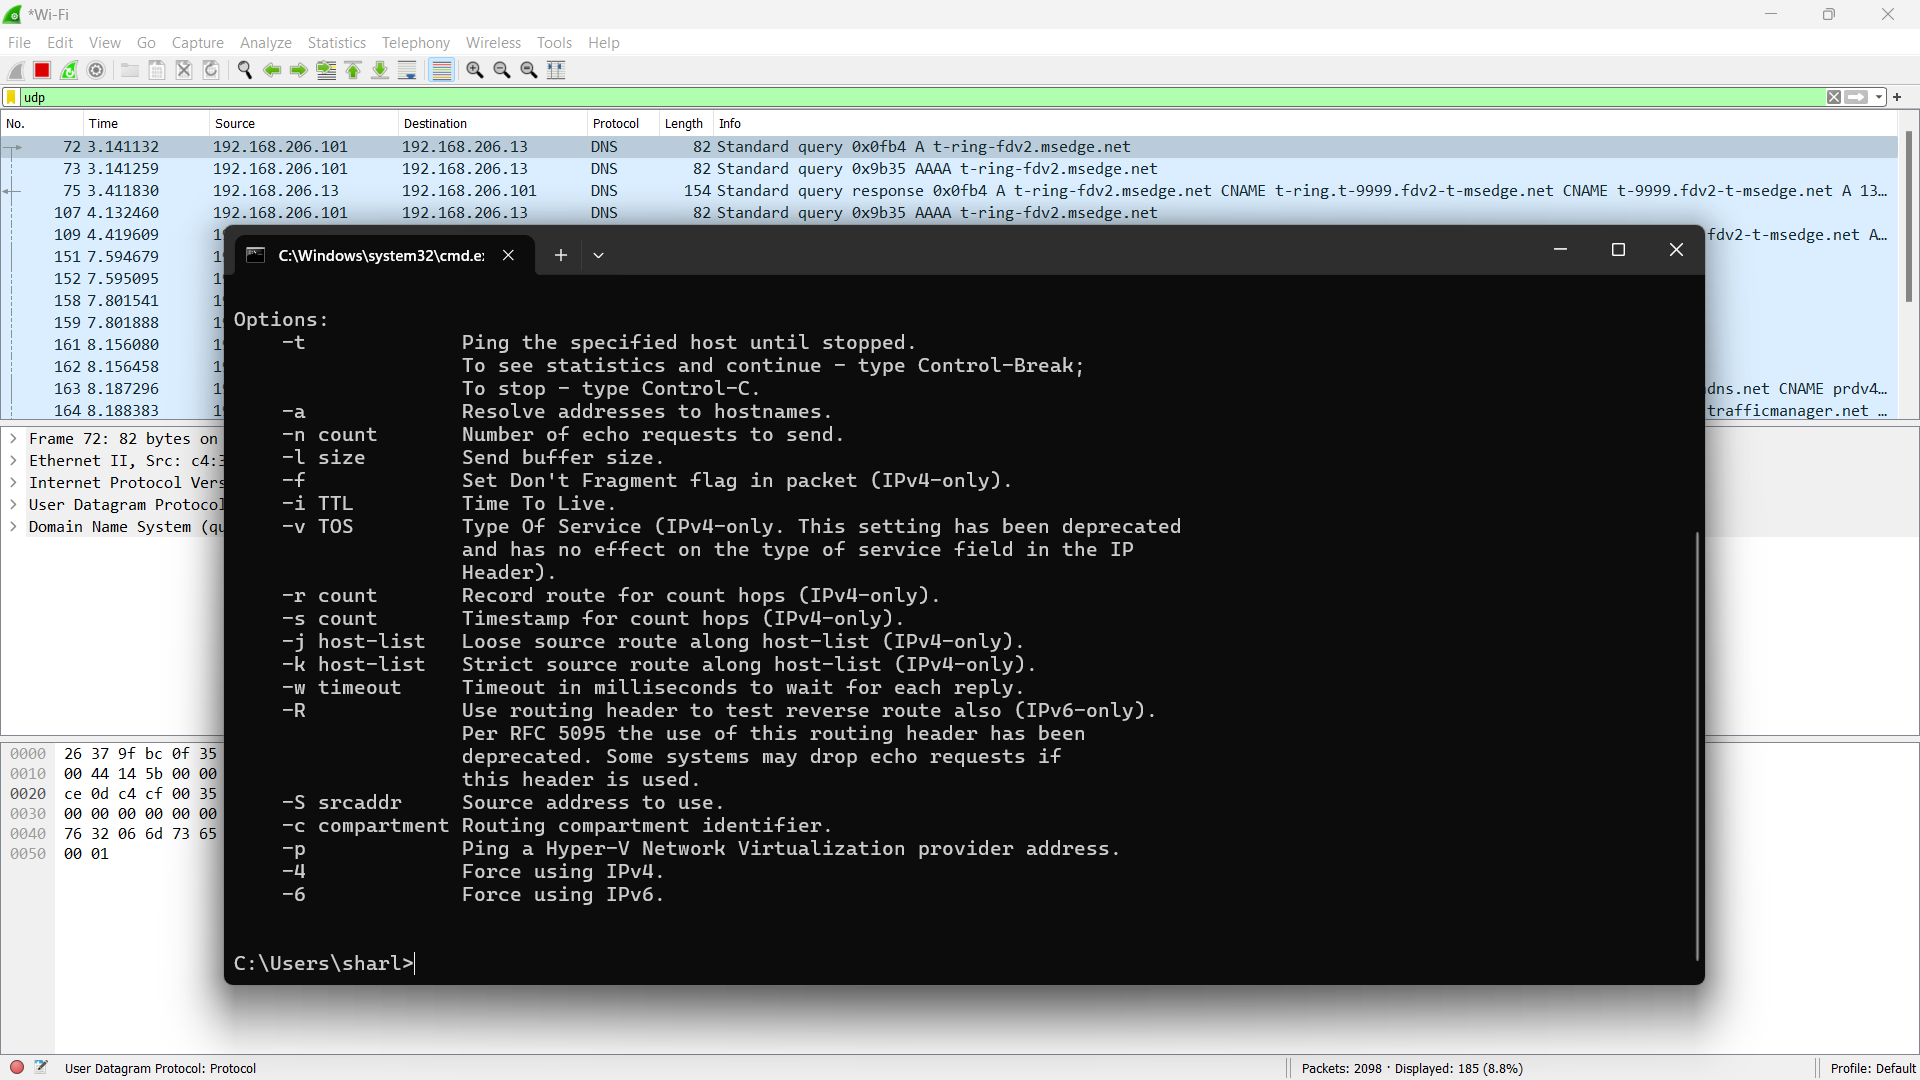 *Wi-Fi
File Edit View Go Capture Analyze Statistics Telephony Wireless Tools Help
udp
No. Time Source Destination Protocol Length Info
72 3.141132 192.168.206.101 192.168.206.13 DNS 82 Standard query 0x0fb4 A t-ring-fdv2.msedge.net
73 3.141259 192.168.206.101 192.168.206.13 DNS 82 Standard query 0x9b35 AAAA t-ring-fdv2.msedge.net
75 3.411830 192.168.206.13 192.168.206.101 DNS 154 Standard query response 0x0fb4 A t-ring-fdv2.msedge.net CNAME t-ring.t-9999.fdv2-t-msedge.net CNAME t-9999.fdv2-t-msedge.net A 13…
107 4.132460 192.168.206.101 192.168.206.13 DNS 82 Standard query 0x9b35 AAAA t-ring-fdv2.msedge.net
109 4.419609 19 fdv2-t-msedge.net A…
151 7.594679 19
152 7.595095 19
158 7.801541 19
159 7.801888 19
161 8.156080 19
162 8.156458 19
163 8.187296 19 dns.net CNAME prdv4…
164 8.188383 19 trafficmanager.net …
C:\Windows\system32\cmd.e:
Options:
-t Ping the specified host until stopped.
To see statistics and continue - type Control-Break;
To stop - type Control-C.
-a Resolve addresses to hostnames.
-n count Number of echo requests to send.
-l size Send buffer size.
-f Set Don't Fragment flag in packet (IPv4-only).
-i TTL Time To Live.
-v TOS Type Of Service (IPv4-only. This setting has been deprecated
and has no effect on the type of service field in the IP
Header).
-r count Record route for count hops (IPv4-only).
-s count Timestamp for count hops (IPv4-only).
-j host-list Loose source route along host-list (IPv4-only).
-k host-list Strict source route along host-list (IPv4-only).
-w timeout Timeout in milliseconds to wait for each reply.
-R Use routing header to test reverse route also (IPv6-only).
Per RFC 5095 the use of this routing header has been
deprecated. Some systems may drop echo requests if
this header is used.
-S srcaddr Source address to use.
-c compartment Routing compartment identifier.
-p Ping a Hyper-V Network Virtualization provider address.
-4 Force using IPv4.
-6 Force using IPv6.
C:\Users\sharl>
Frame 72: 82 bytes on
Ethernet II, Src: c4:3
Internet Protocol Vers
User Datagram Protocol
Domain Name System (qu
0000 26 37 9f bc 0f 35
0010 00 44 14 5b 00 00
0020 ce 0d c4 cf 00 35
0030 00 00 00 00 00 00
0040 76 32 06 6d 73 65
0050 00 01
User Datagram Protocol: Protocol
Packets: 2098 · Displayed: 185 (8.8%)
Profile: Default